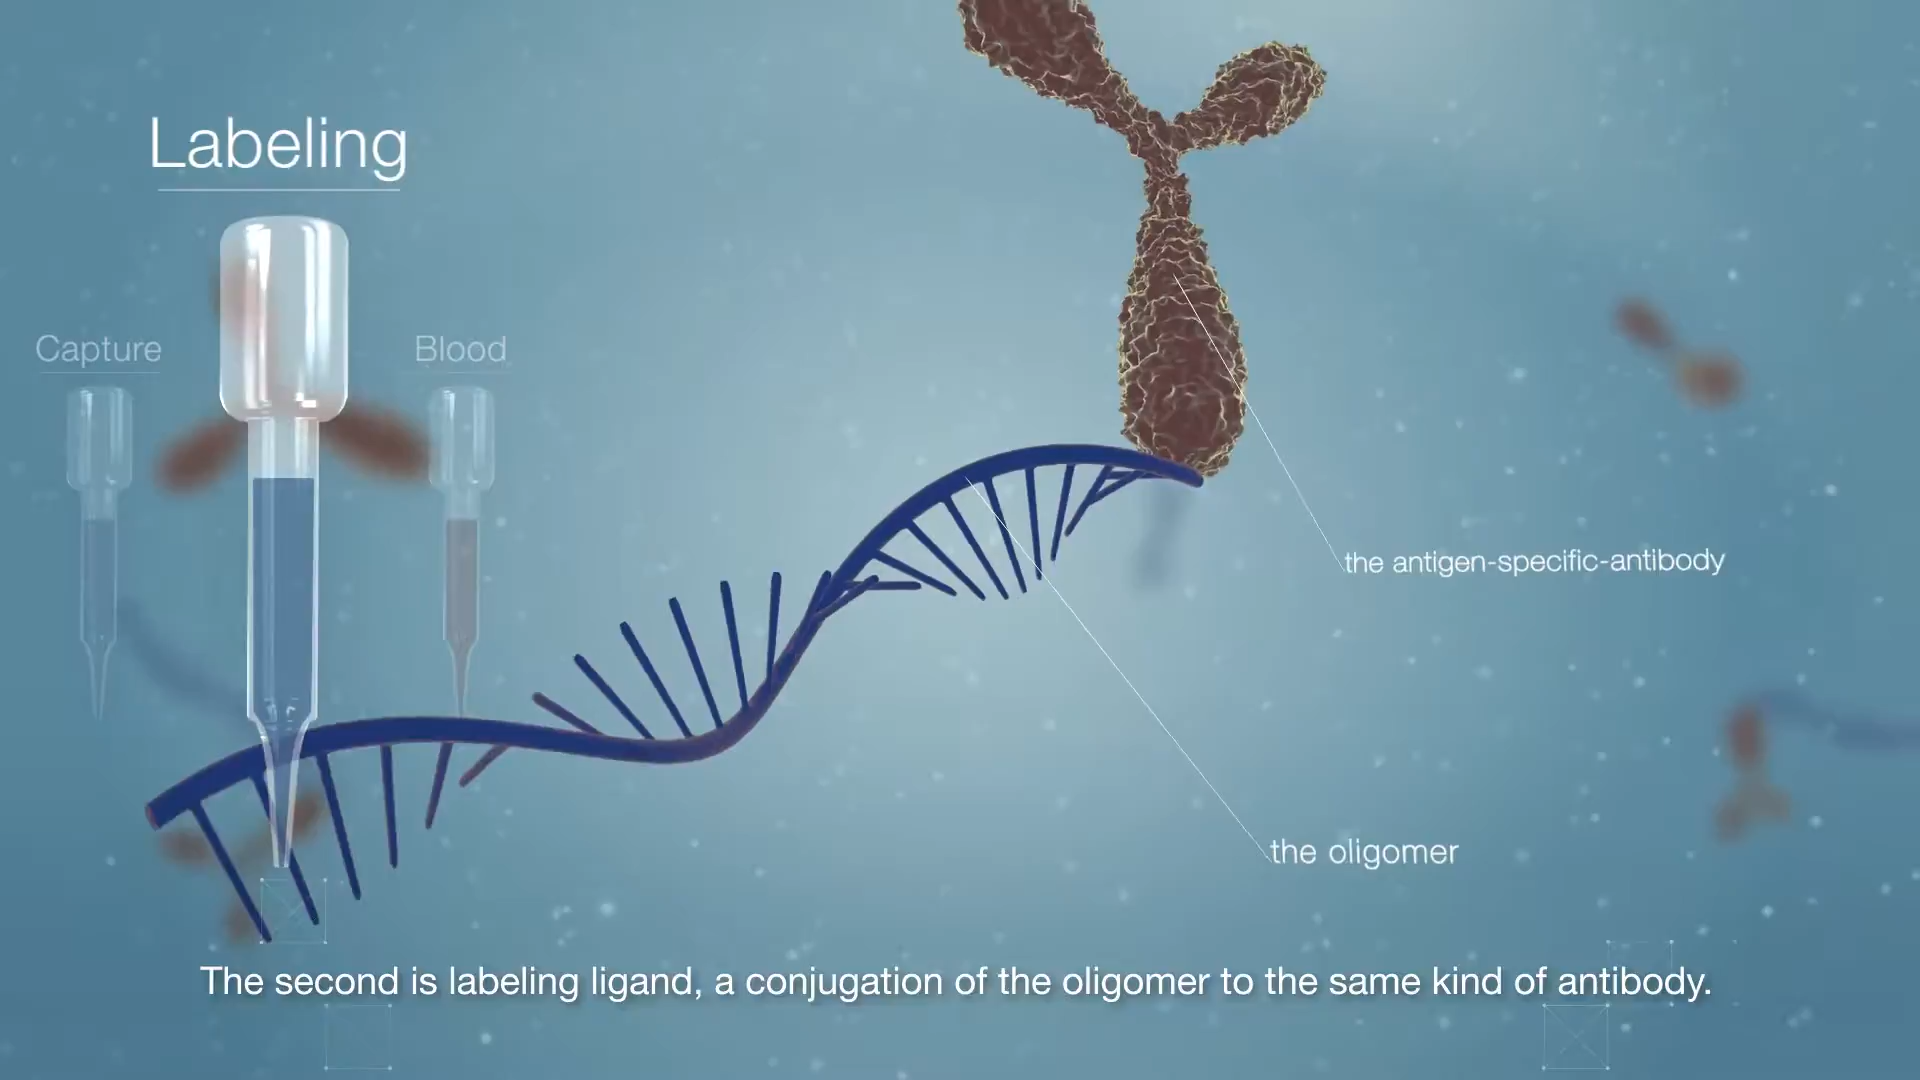 Labeling
Capture
Blood
the antigen-specific-antibody
the oligomer
The second is labeling ligand, a conjugation of the oligomer to the same kind of antibody.